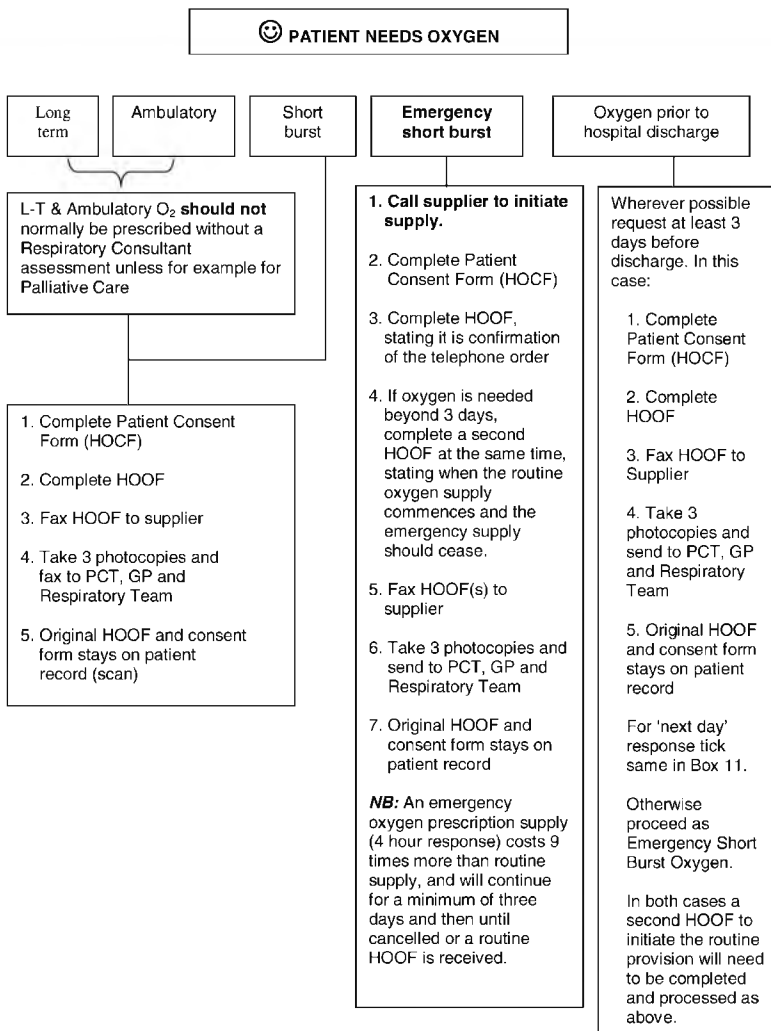 ☺ PATIENT NEEDS OXYGEN
Long
term
Ambulatory
Short
burst
Emergency
short burst
Oxygen prior to
hospital discharge
L-T & Ambulatory O₂ should not
normally be prescribed without a
Respiratory Consultant
assessment unless for example for
Palliative Care
1. Complete Patient Consent
Form (HOCF)
2. Complete HOOF
3. Fax HOOF to supplier
4. Take 3 photocopies and
fax to PCT, GP and
Respiratory Team
5. Original HOOF and consent
form stays on patient
record (scan)
1. Call supplier to initiate
supply.
2. Complete Patient
Consent Form (HOCF)
3. Complete HOOF,
stating it is confirmation
of the telephone order
4. If oxygen is needed
beyond 3 days,
complete a second
HOOF at the same time,
stating when the routine
oxygen supply
commences and the
emergency supply
should cease.
5. Fax HOOF(s) to
supplier
6. Take 3 photocopies and
send to PCT, GP and
Respiratory Team
7. Original HOOF and
consent form stays on
patient record
NB: An emergency
oxygen prescription supply
(4 hour response) costs 9
times more than routine
supply, and will continue
for a minimum of three
days and then until
cancelled or a routine
HOOF is received.
Wherever possible
request at least 3
days before
discharge. In this
case:
1. Complete
Patient Consent
Form (HOCF)
2. Complete
HOOF
3. Fax HOOF to
Supplier
4. Take 3
photocopies and
send to PCT, GP
and Respiratory
Team
5. Original HOOF
and consent form
stays on patient
record
For 'next day'
response tick
same in Box 11.
Otherwise
proceed as
Emergency Short
Burst Oxygen.
In both cases a
second HOOF to
initiate the routine
provision will need
to be completed
and processed as
above.